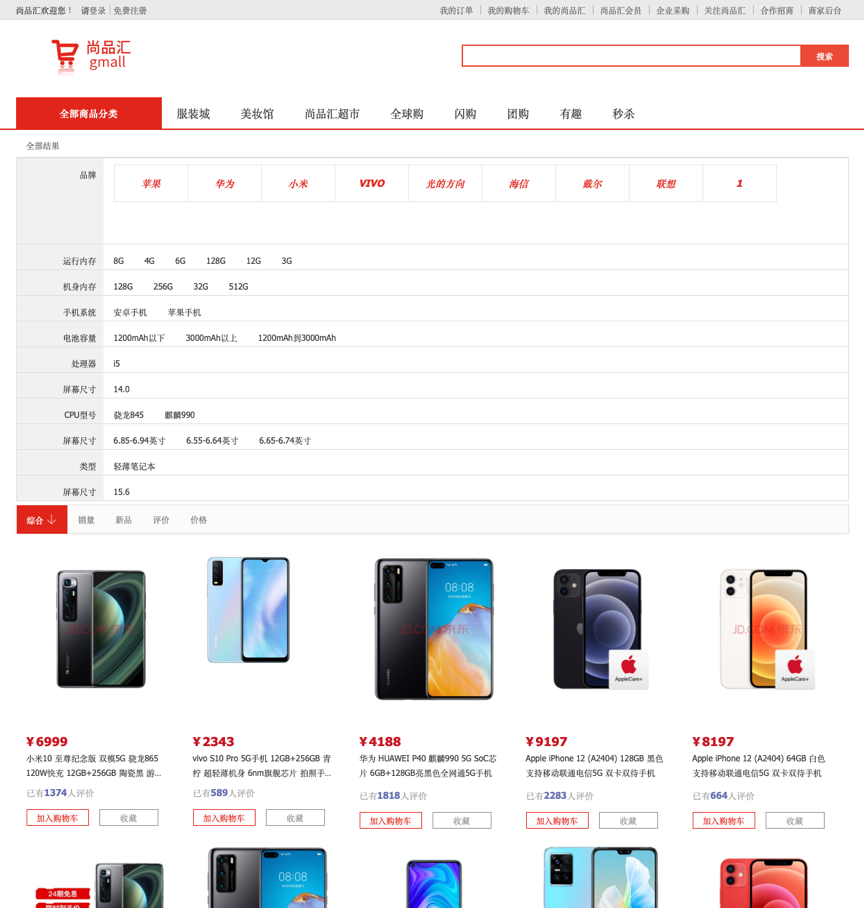 尚品汇欢迎您！ 请登录 免费注册
我的订单 我的购物车 我的尚品汇 尚品汇会员 企业采购 关注尚品汇 合作招商 商家后台
尚品汇
gmall
搜索
全部商品分类 服装城 美妆馆 尚品汇超市 全球购 闪购 团购 有趣 秒杀
全部结果
品牌 苹果 华为 小米 VIVO 光的方向 海信 戴尔 联想 1
运行内存 8G 4G 6G 128G 12G 3G
机身内存 128G 256G 32G 512G
手机系统 安卓手机 苹果手机
电池容量 1200mAh以下 3000mAh以上 1200mAh到3000mAh
处理器 i5
屏幕尺寸 14.0
CPU型号 骁龙845 麒麟990
屏幕尺寸 6.85-6.94英寸 6.55-6.64英寸 6.65-6.74英寸
类型 轻薄笔记本
屏幕尺寸 15.6
综合 销量 新品 评价 价格
08:08
JD.COM 京东
AppleCare+
JD.COM 京东
AppleCare+
¥ 6999
小米10 至尊纪念版 双模5G 骁龙865
120W快充 12GB+256GB 陶瓷黑 游...
已有1374人评价
加入购物车 收藏
¥ 2343
vivo S10 Pro 5G手机 12GB+256GB 青
柠 超轻薄机身 6nm旗舰芯片 拍照手...
已有589人评价
加入购物车 收藏
¥ 4188
华为 HUAWEI P40 麒麟990 5G SoC芯
片 6GB+128GB亮黑色全网通5G手机
已有1818人评价
加入购物车 收藏
¥ 9197
Apple iPhone 12 (A2404) 128GB 黑色
支持移动联通电信5G 双卡双待手机
已有2283人评价
加入购物车 收藏
¥ 8197
Apple iPhone 12 (A2404) 64GB 白色
支持移动联通电信5G 双卡双待手机
已有664人评价
加入购物车 收藏
24期免息
08:08